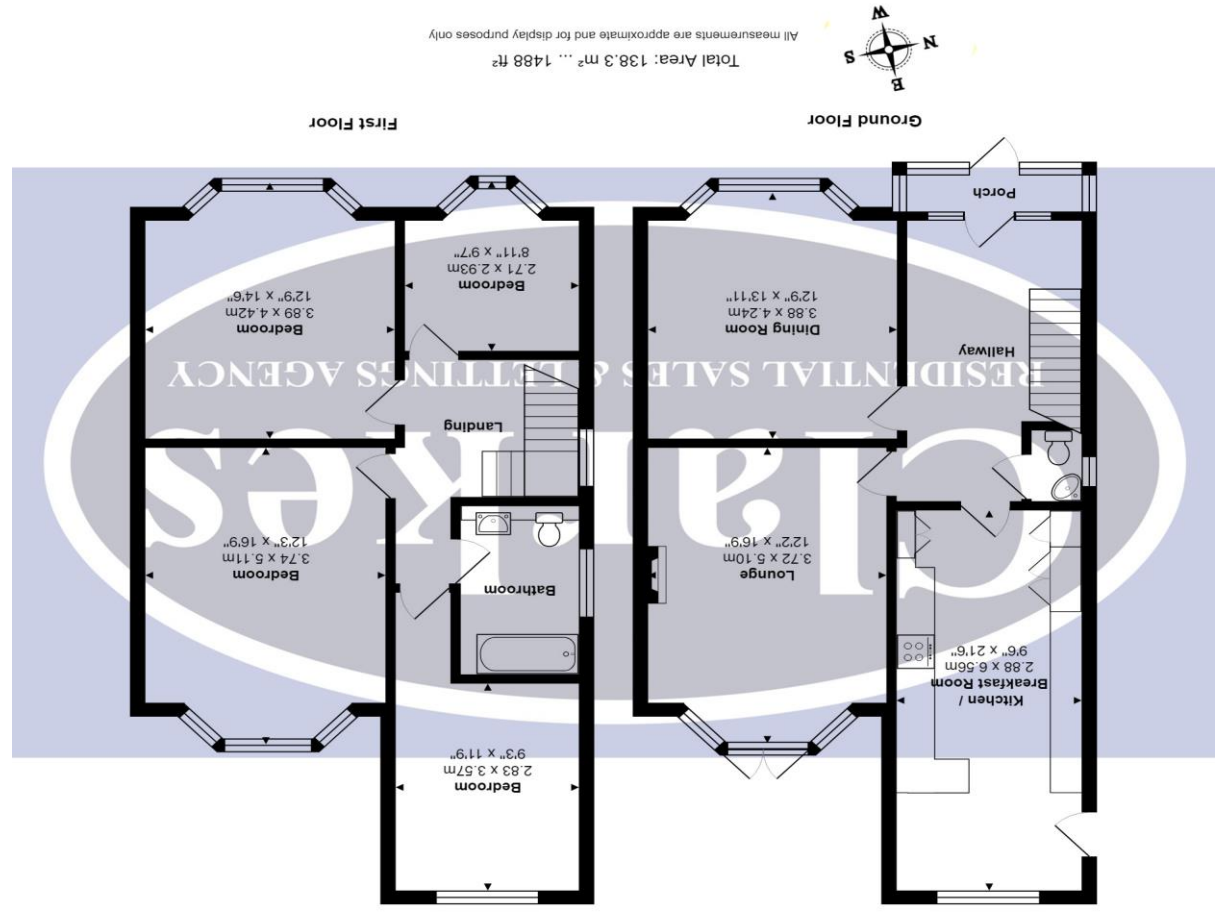 Kitchen /
Breakfast Room
2.88 x 6.56m
9'6" x 21'6"
Lounge
3.72 x 5.10m
12'2" x 16'9"
Hallway
Dining Room
3.88 x 4.24m
12'9" x 13'11"
Porch
Ground Floor
Bedroom
2.83 x 3.57m
9'3" x 11'9"
Bathroom
Bedroom
3.74 x 5.11m
12'3" x 16'9"
Landing
Bedroom
2.71 x 2.93m
8'11" x 9'7"
Bedroom
3.89 x 4.42m
12'9" x 14'6"
First Floor
Clarkes
RESIDENTIAL SALES & LETTINGS AGENCY
E
N
S
W
Total Area: 138.3 m² ... 1488 ft²
All measurements are approximate and for display purposes only